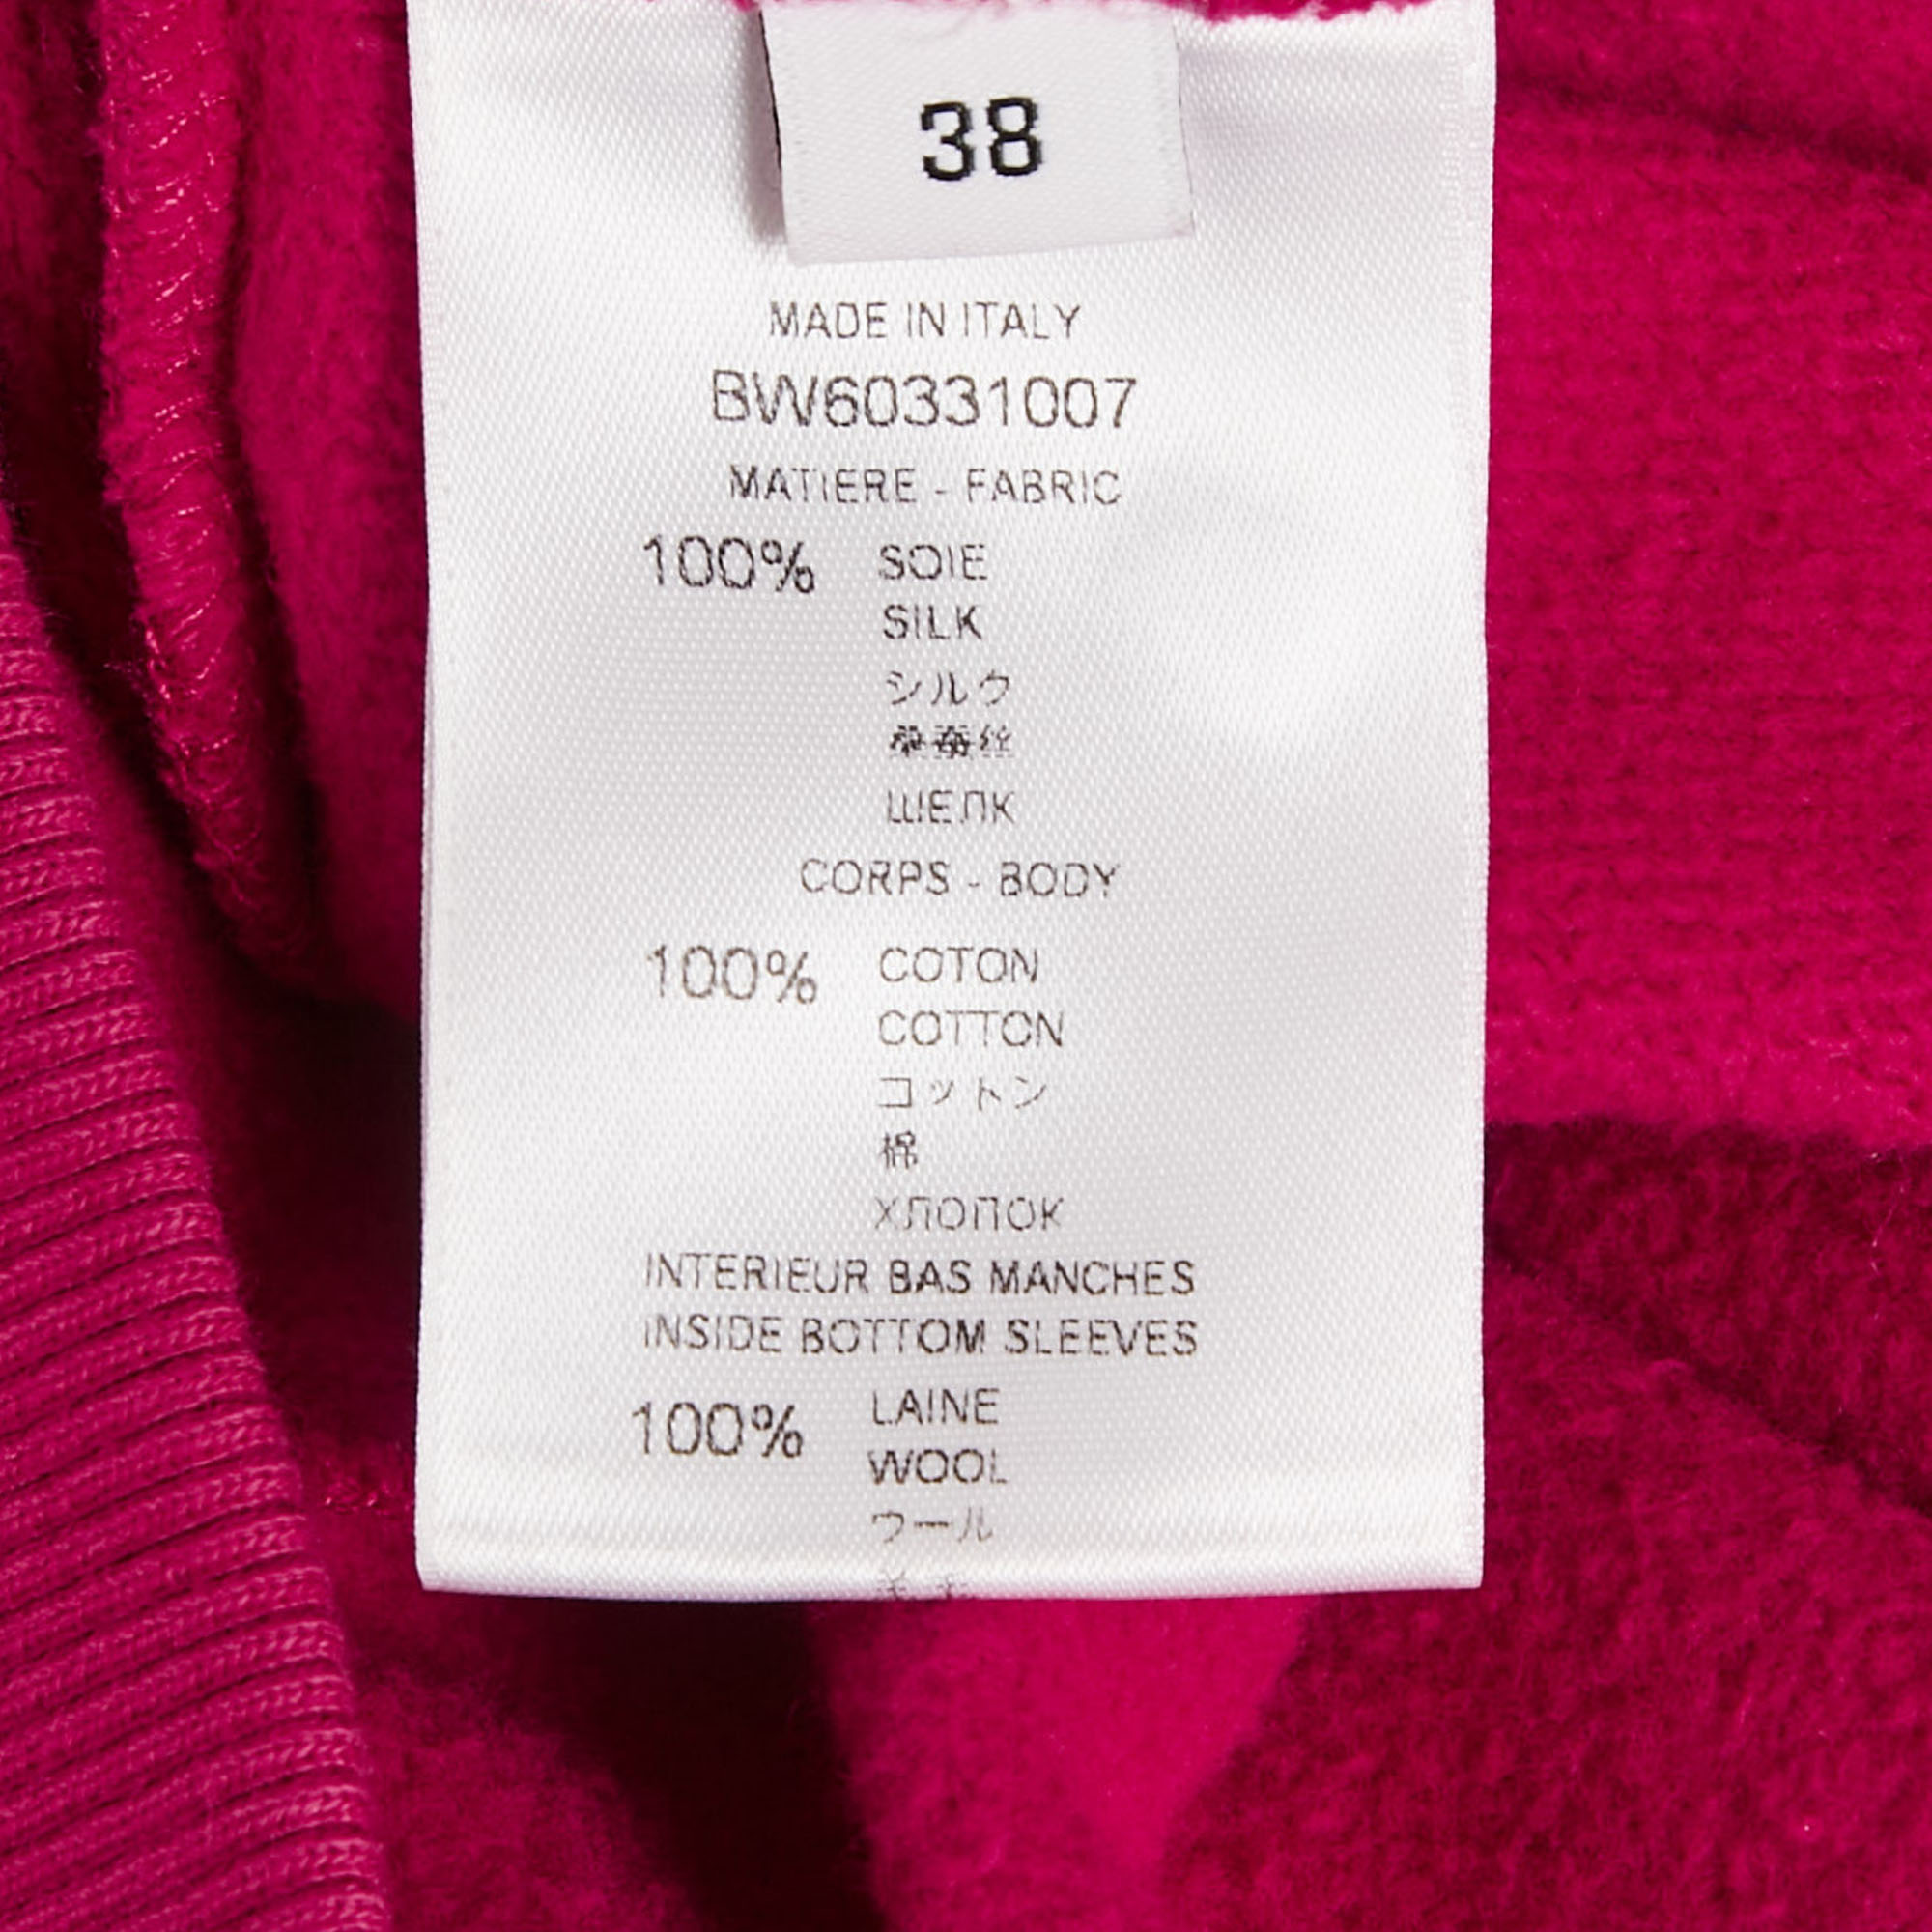 38
MADE IN ITALY
BW60331007
MATIERE - FABRIC
100% SOIE
SILK
シルク
桑蚕丝
ШЕЛК
CORPS - BODY
100% COTON
COTTON
コットン
棉
ХЛОПОК
INTERIEUR BAS MANCHES
INSIDE BOTTOM SLEEVES
100% LAINE
WOOL
ウール